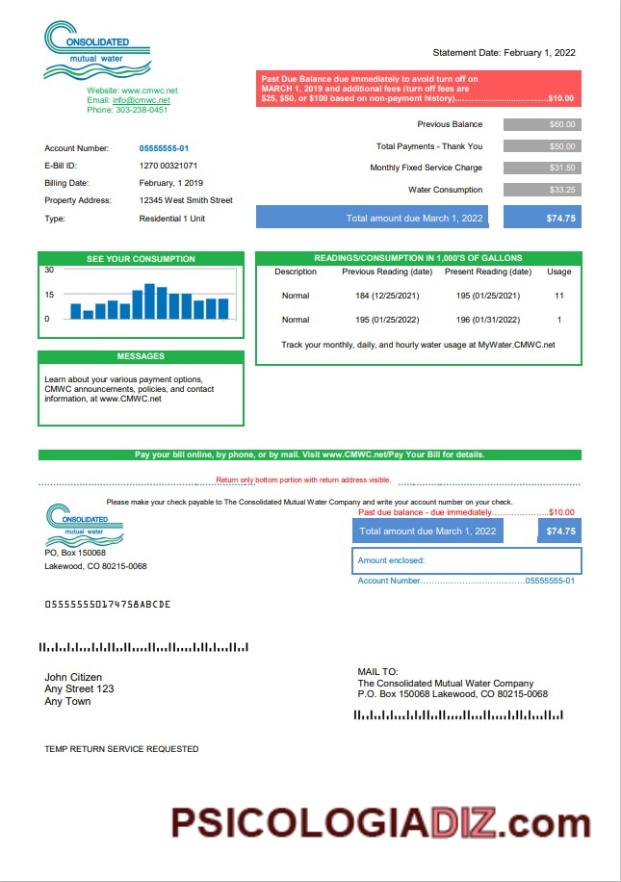 CONSOLIDATED
mutual water
Website: www.cmwc.net
Email: info@cmwc.net
Phone: 303-238-0451
Statement Date: February 1, 2022
Past Due Balance due immediately to avoid turn off on
MARCH 1, 2019 and additional fees (turn off fees are
$25, $50, or $100 based on non-payment history)..................................$10.00
Previous Balance $60.00
Total Payments - Thank You $50.00
Monthly Fixed Service Charge $31.50
Water Consumption $33.25
Total amount due March 1, 2022 $74.75
Account Number: 05555555-01
E-Bill ID: 1270 00321071
Billing Date: February, 1 2019
Property Address: 12345 West Smith Street
Type: Residential 1 Unit
SEE YOUR CONSUMPTION
30
15
0
READINGS/CONSUMPTION IN 1,000'S OF GALLONS
Description Previous Reading (date) Present Reading (date) Usage
Normal 184 (12/25/2021) 195 (01/25/2021) 11
Normal 195 (01/25/2022) 196 (01/31/2022) 1
Track your monthly, daily, and hourly water usage at MyWater.CMWC.net
MESSAGES
Learn about your various payment options,
CMWC announcements, policies, and contact
information, at www.CMWC.net
Pay your bill online, by phone, or by mail. Visit www.CMWC.net/Pay Your Bill for details.
Return only bottom portion with return address visible.
Please make your check payable to The Consolidated Mutual Water Company and write your account number on your check.
CONSOLIDATED
mutual water
PO, Box 150068
Lakewood, CO 80215-0068
Past due balance - due immediately......................$10.00
Total amount due March 1, 2022 $74.75
Amount enclosed:
Account Number............................................05555555-01
055555550174758ABCDE
John Citizen
Any Street 123
Any Town
MAIL TO:
The Consolidated Mutual Water Company
P.O. Box 150068 Lakewood, CO 80215-0068
TEMP RETURN SERVICE REQUESTED
PSICOLOGIADIZ.com